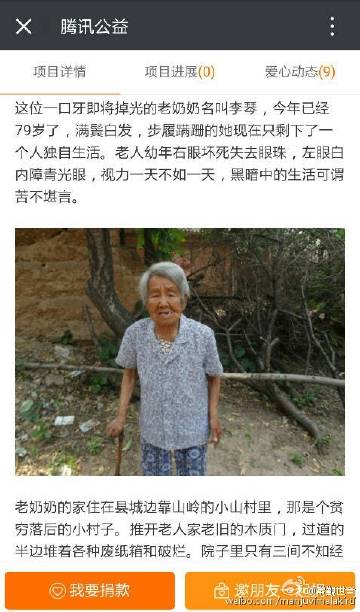 腾讯公益
项目详情 项目进展(0) 爱心动态(9)
这位一口牙即将掉光的老奶奶名叫李琴，今年已经
79岁了，满鬓白发，步履蹒跚的她现在只剩下了一
个人独自生活。老人幼年右眼坏死失去眼珠，左眼白
内障青光眼，视力一天不如一天，黑暗中的生活可谓
苦不堪言。
老奶奶的家住在县城边靠山岭的小山村里，那是个贫
穷落后的小村子。推开老人家老旧的木质门，过道的
半边堆着各种废纸箱和破烂。院子里只有三间不知经
我要捐款 邀朋友一
weibo.com/manjuvimalakirti